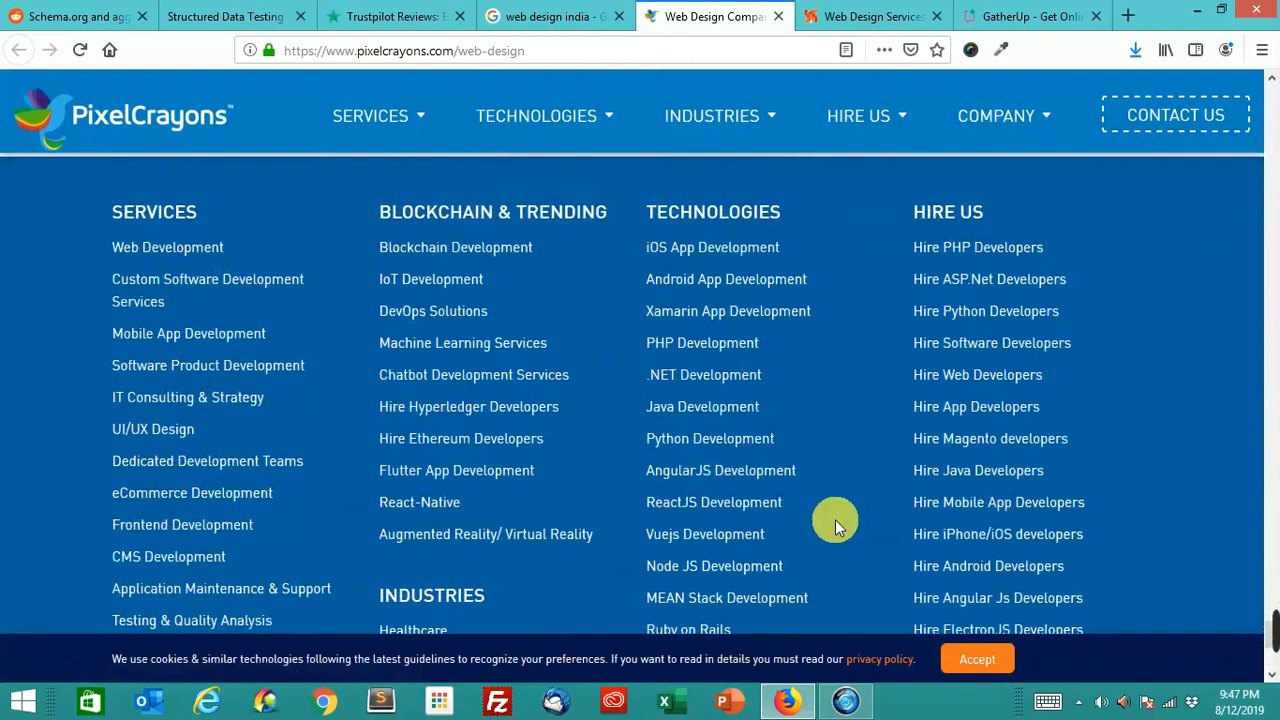 Schema.org and agg
Structured Data Testing
Trustpilot Reviews: E
web design india - G
Web Design Compa
Web Design Services
GatherUp - Get Onli
https://www.pixelcrayons.com/web-design
PixelCrayons™
SERVICES
TECHNOLOGIES
INDUSTRIES
HIRE US
COMPANY
CONTACT US
SERVICES
Web Development
Custom Software Development
Services
Mobile App Development
Software Product Development
IT Consulting & Strategy
UI/UX Design
Dedicated Development Teams
eCommerce Development
Frontend Development
CMS Development
Application Maintenance & Support
Testing & Quality Analysis
BLOCKCHAIN & TRENDING
Blockchain Development
IoT Development
DevOps Solutions
Machine Learning Services
Chatbot Development Services
Hire Hyperledger Developers
Hire Ethereum Developers
Flutter App Development
React-Native
Augmented Reality/ Virtual Reality
INDUSTRIES
Healthcare
TECHNOLOGIES
iOS App Development
Android App Development
Xamarin App Development
PHP Development
.NET Development
Java Development
Python Development
AngularJS Development
ReactJS Development
Vuejs Development
Node JS Development
MEAN Stack Development
Ruby on Rails
HIRE US
Hire PHP Developers
Hire ASP.Net Developers
Hire Python Developers
Hire Software Developers
Hire Web Developers
Hire App Developers
Hire Magento developers
Hire Java Developers
Hire Mobile App Developers
Hire iPhone/iOS developers
Hire Android Developers
Hire Angular Js Developers
Hire ElectronJS Developers
We use cookies & similar technologies following the latest guidelines to recognize your preferences. If you want to read in details you must read our privacy policy.
Accept
9:47 PM
8/12/2019